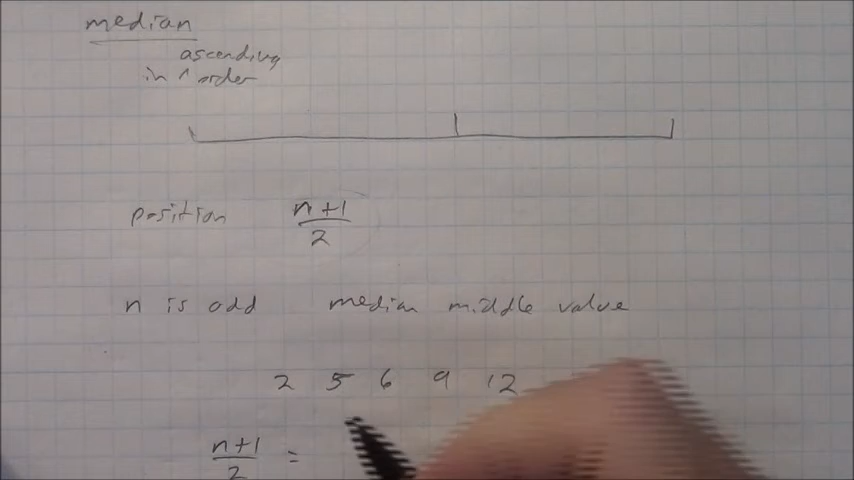 median
ascending
in ^ order
position n+1
2
n is odd median middle value
2 5 6 9 12
n+1
2 =